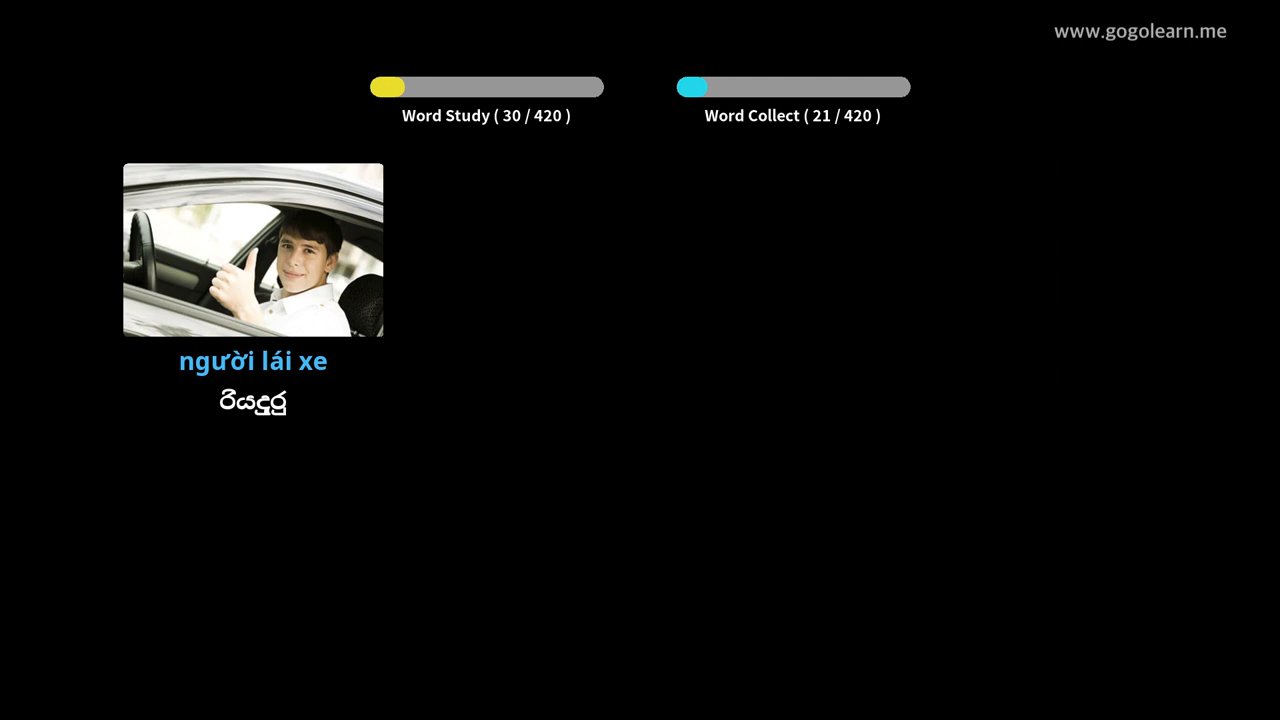 www.gogolearn.me
Word Study ( 30 / 420 )
Word Collect ( 21 / 420 )
người lái xe
රියදුරු